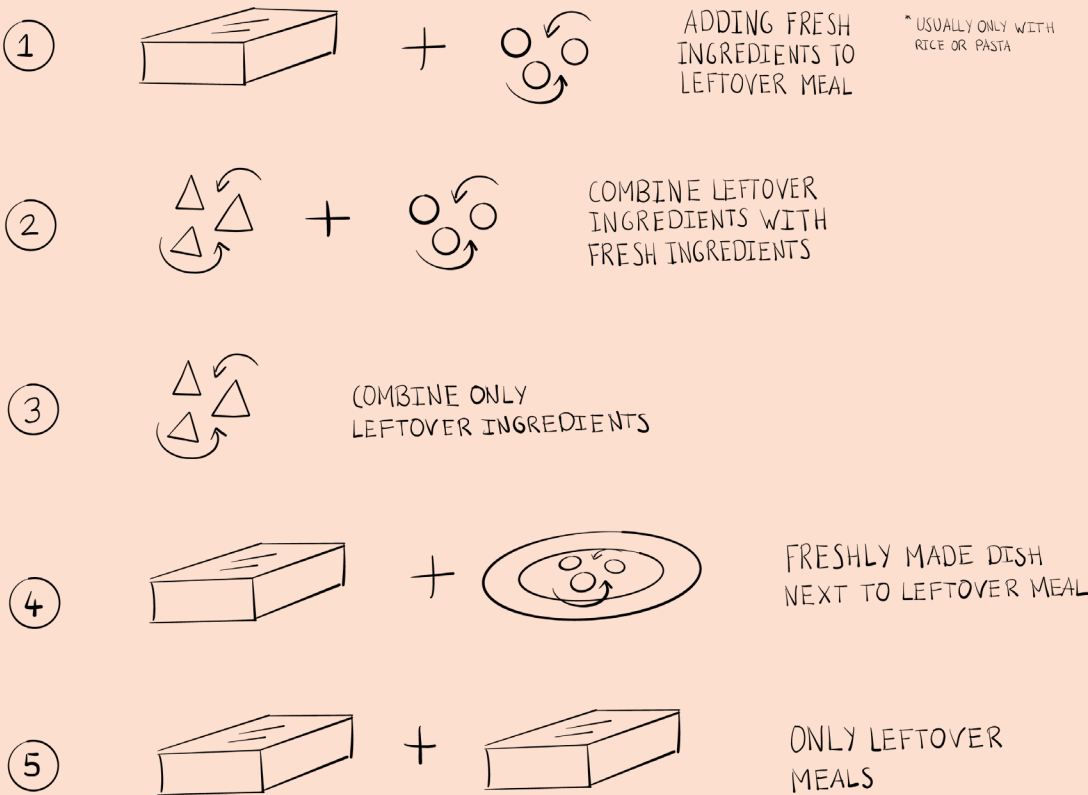 1
ADDING FRESH
INGREDIENTS TO
LEFTOVER MEAL
* USUALLY ONLY WITH
RICE OR PASTA
2
COMBINE LEFTOVER
INGREDIENTS WITH
FRESH INGREDIENTS
3
COMBINE ONLY
LEFTOVER INGREDIENTS
4
FRESHLY MADE DISH
NEXT TO LEFTOVER MEAL
5
ONLY LEFTOVER
MEALS